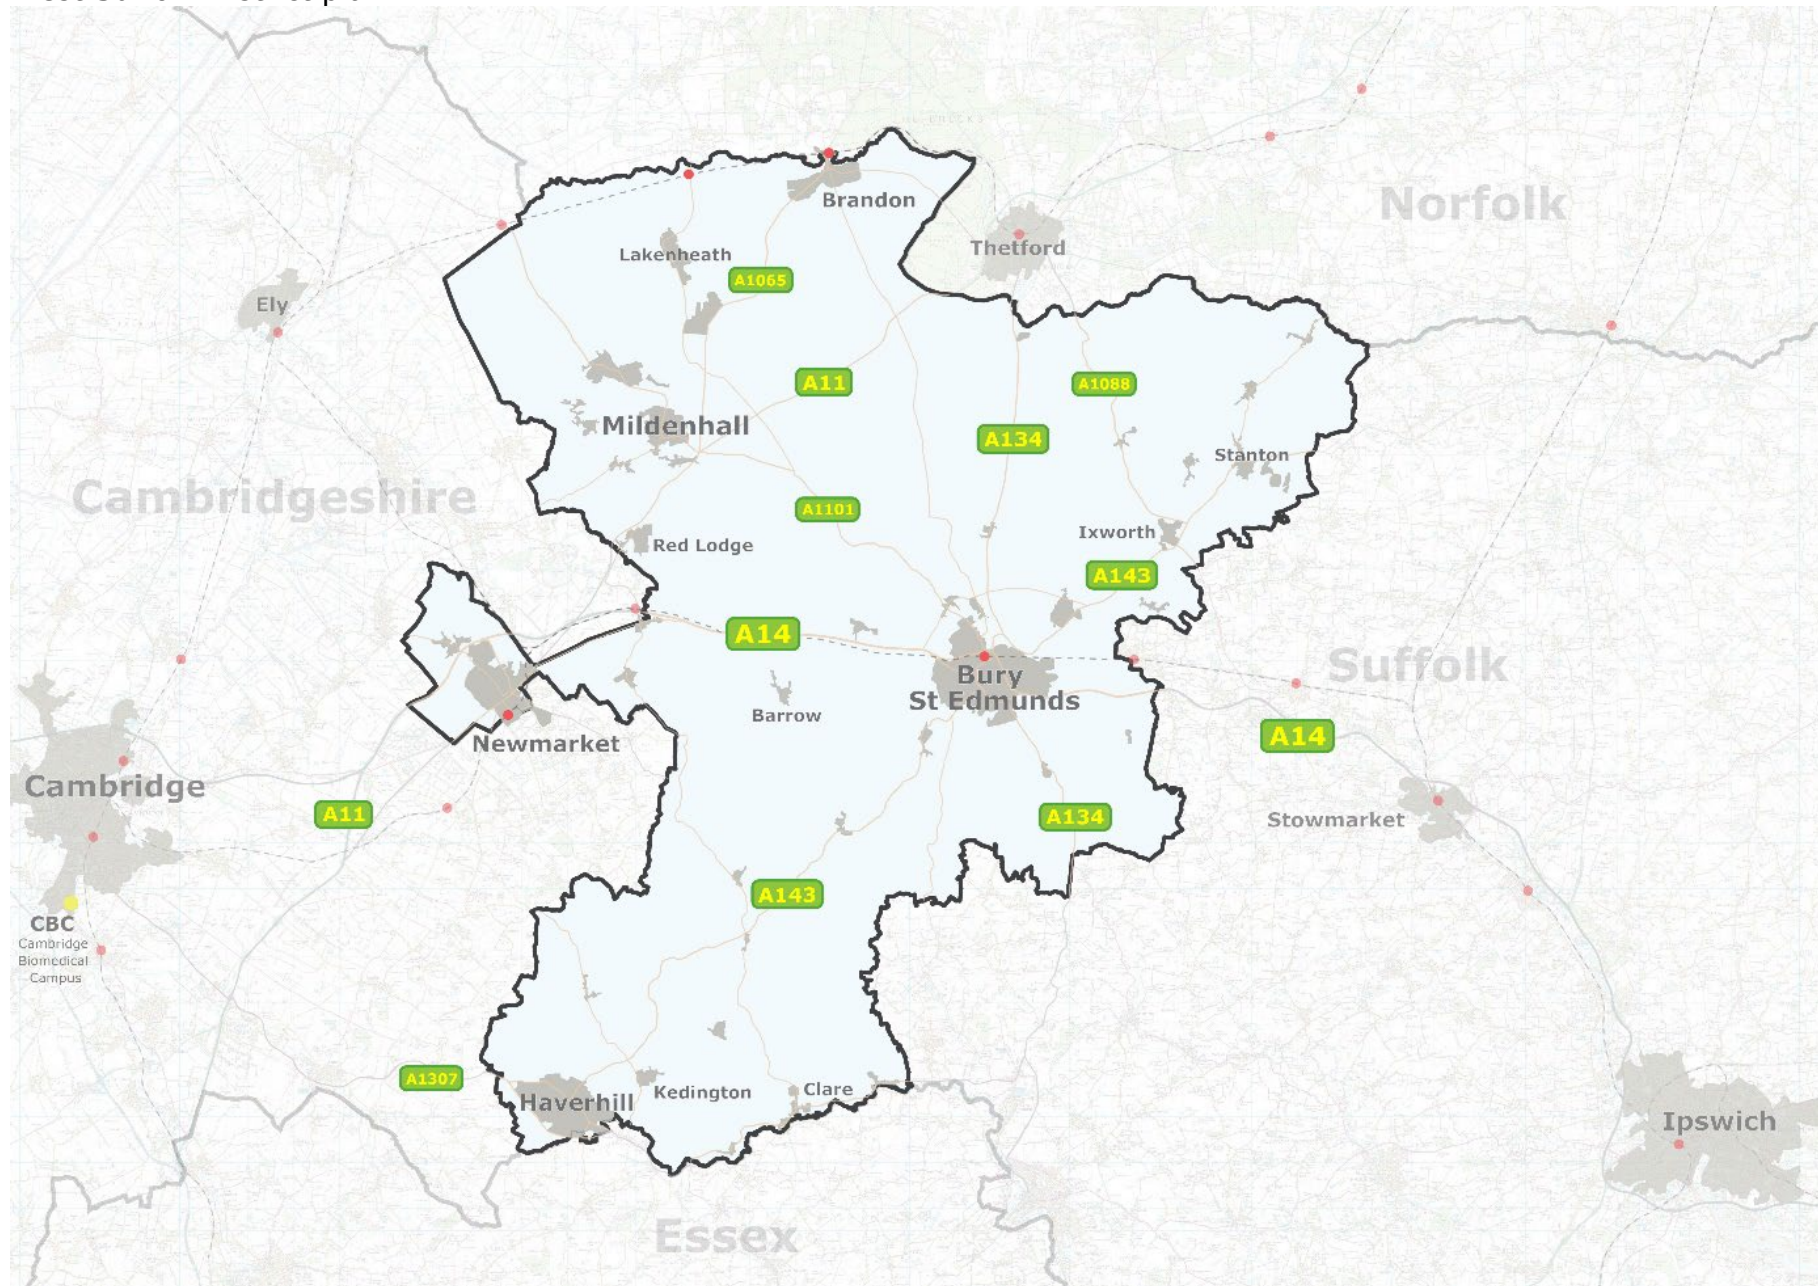 Norfolk
Brandon
Thetford
Lakenheath
A1065
Ely
A11
A1088
Mildenhall
A134
Stanton
Cambridgeshire
A1101
Red Lodge
Ixworth
A143
A14
Suffolk
Bury
St Edmunds
Barrow
Newmarket
A14
Cambridge
A11
A134
Stowmarket
A143
CBC
Cambridge
Biomedical
Campus
A1307
Kedington
Clare
Haverhill
Ipswich
Essex